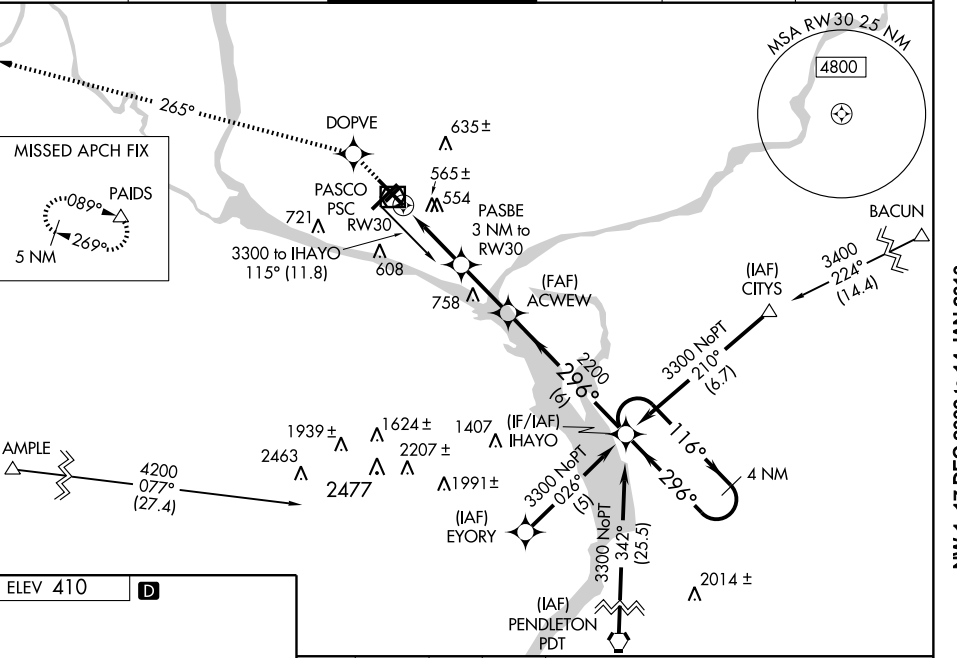 MSA RW30 25 NM
4800
265°
DOPVE
635±
MISSED APCH FIX
PAIDS
089°
269°
5 NM
565±
554
PASCO
PSC
RW30
721
PASBE
3 NM to
RW30
BACUN
3300 to IHAYO
115° (11.8)
608
3400
224°
(14.4)
(IAF)
CITYS
(FAF)
ACWEW
758
3300 NoPT
210°
(6.7)
2200
296°
(6)
1939±
1624±
1407
(IF/IAF)
IHAYO
116°
AMPLE
2463
2207±
4 NM
4200
077°
(27.4)
2477
1991±
3300 NoPT
026°
(5)
296°
(IAF)
EYORY
3300 NoPT
342°
(25.5)
2014±
ELEV 410
D
(IAF)
PENDLETON
PDT